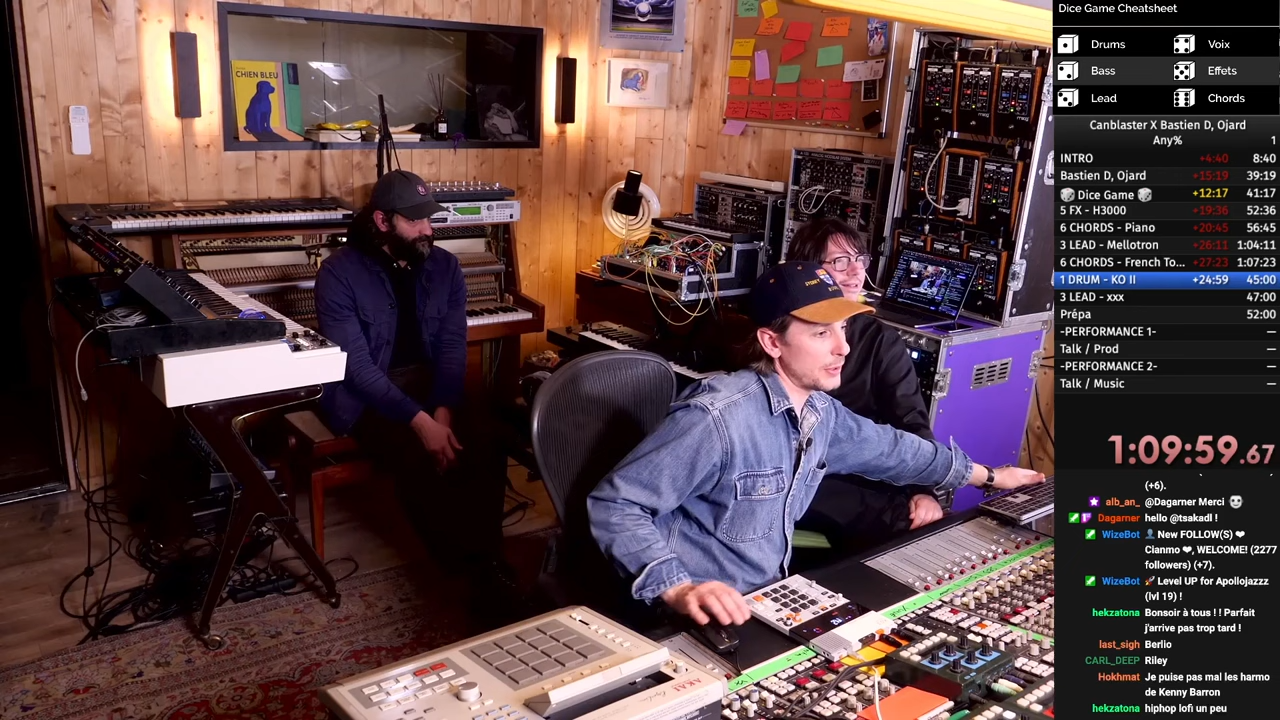 Dice Game Cheatsheet
Drums
Voix
Bass
Effets
Lead
Chords
Canblaster X Bastien D, Ojard
Any%
1
INTRO +4:40 8:40
Bastien D, Ojard +15:19 39:19
🎲 Dice Game 🎲 +12:17 41:17
5 FX - H3000 +19:36 52:36
6 CHORDS - Piano +20:45 56:45
3 LEAD - Mellotron +26:11 1:04:11
6 CHORDS - French To... +27:23 1:07:23
1 DRUM - KO II +24:59 45:00
3 LEAD - xxx 47:00
Prépa 52:00
-PERFORMANCE 1- —
Talk / Prod —
-PERFORMANCE 2- —
Talk / Music —
1:09:59.67
(+6).
alb_an_ @Dagamer Merci
Dagamer hello @tsakadl !
WizeBot 👤 New FOLLOW(S) ❤
Cianmo ❤, WELCOME! (2277
followers) (+7).
WizeBot 🚀 Level UP for Apollojazzz
(lvl 19) !
hekzatona Bonsoir à tous ! ! Parfait
j'arrive pas trop tard !
last_sigh Berlio
CARL_DEEP Riley
Hokhmat Je puise pas mal les harmo
de Kenny Barron
hekzatona hiphop lofi un peu
CHIEN BLEU
moog
AKAI